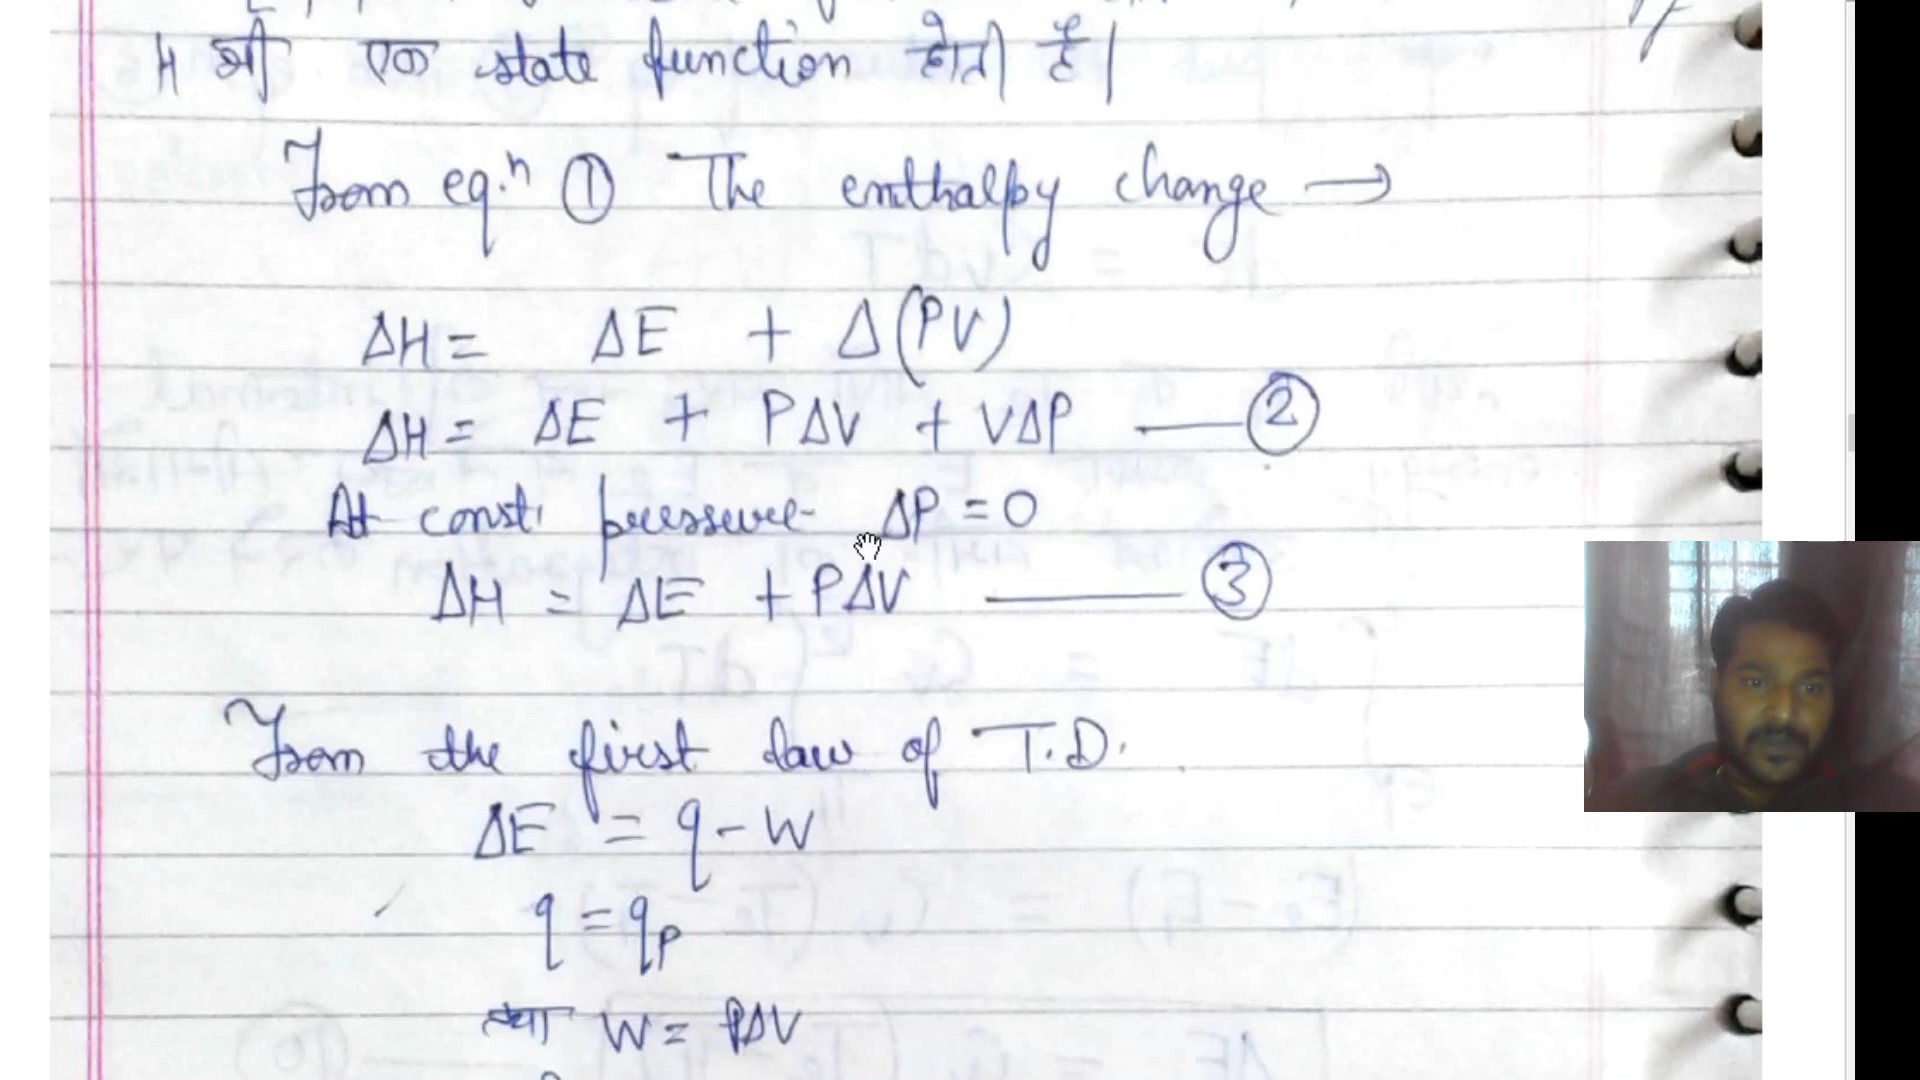 H भी एक state function होती है।
From eq.ⁿ ① The enthalpy change →
ΔH = ΔE + Δ(PV)
ΔH = ΔE + PΔV + VΔP — ②
At const. pressure ΔP = 0
ΔH = ΔE + PΔV — ③
From the first law of T.D.
ΔE = q - W
q = qP
तथा W = PΔV